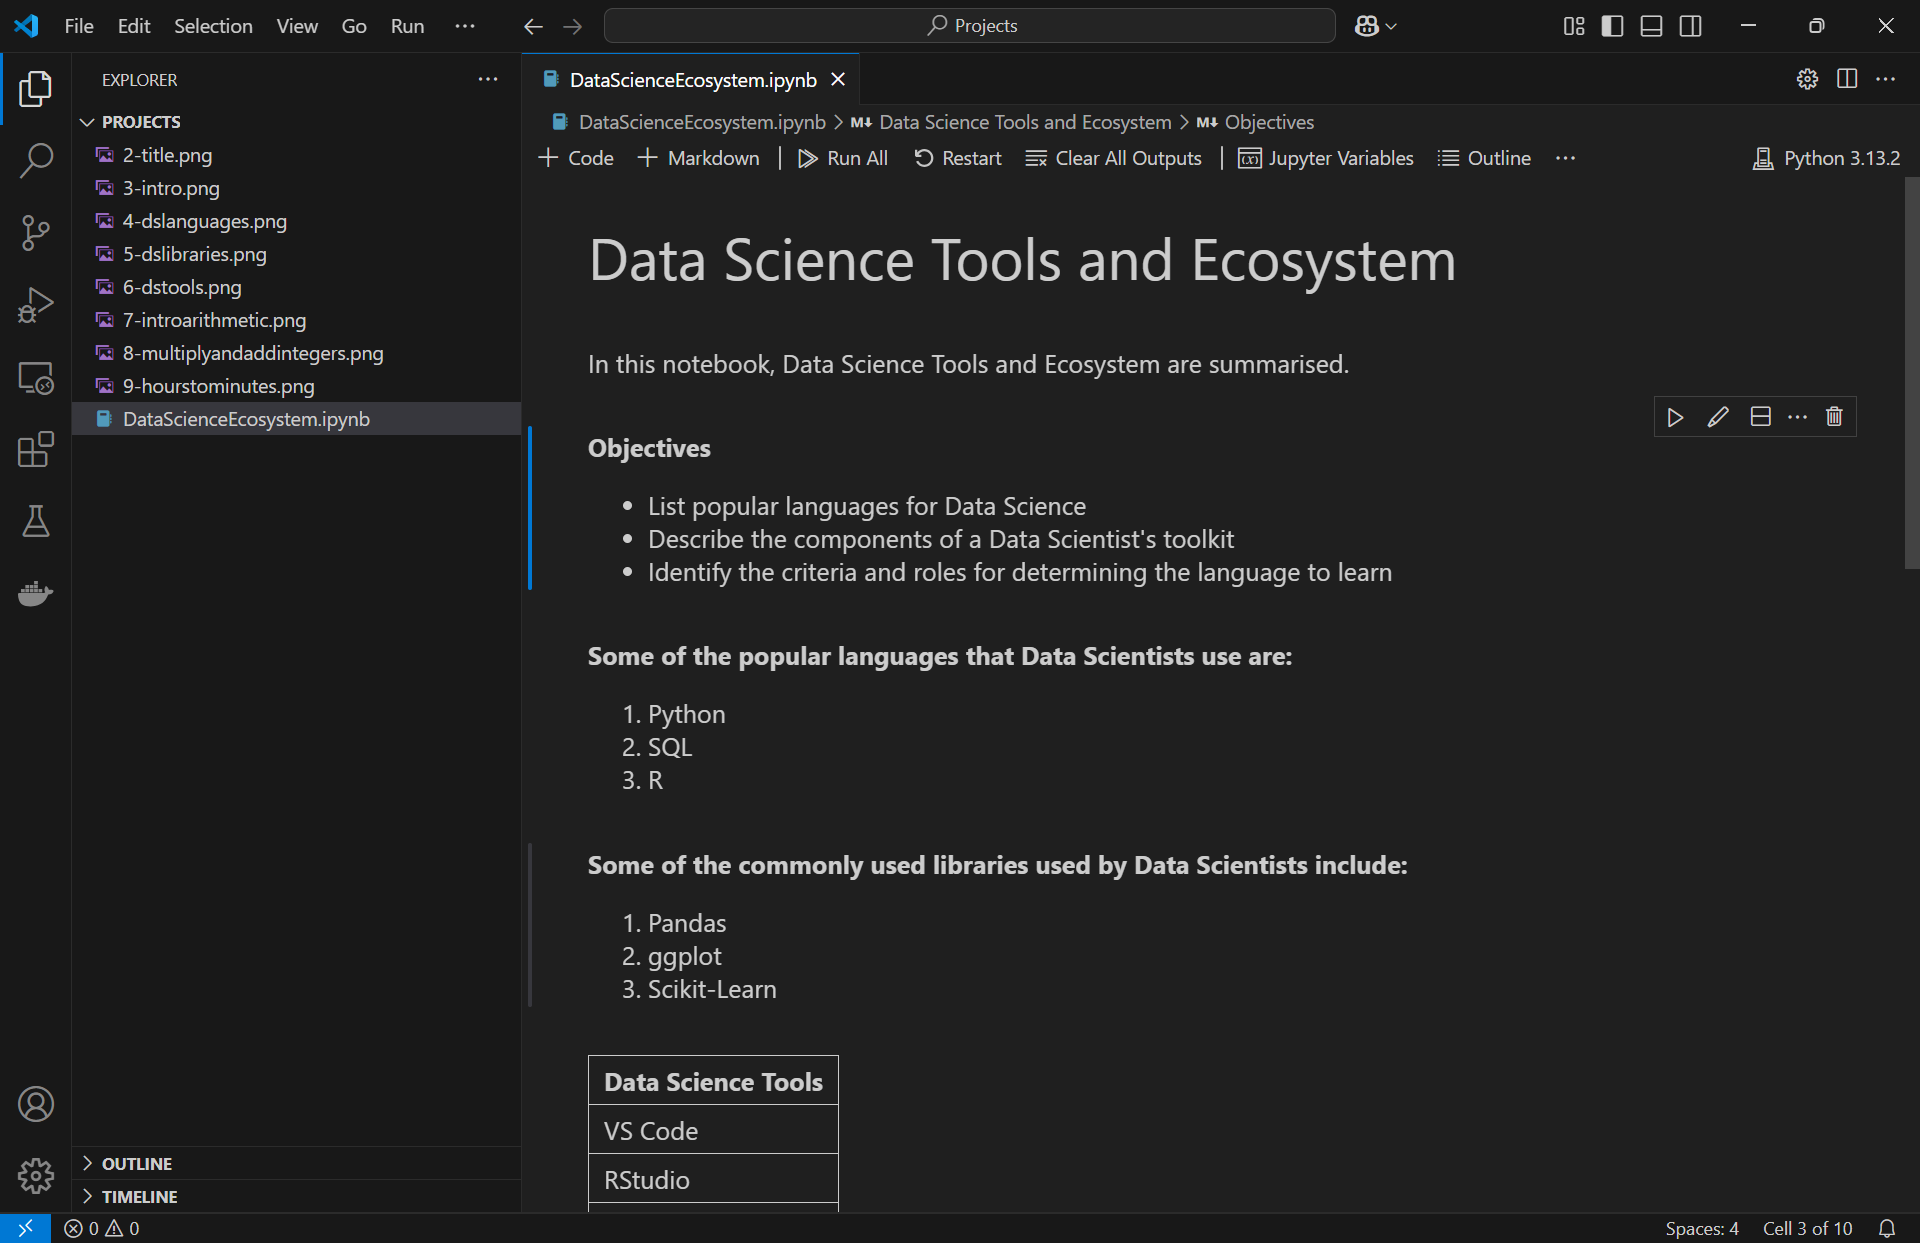 File Edit Selection View Go Run
Projects
EXPLORER
PROJECTS
2-title.png
3-intro.png
4-dslanguages.png
5-dslibraries.png
6-dstools.png
7-introarithmetic.png
8-multiplyandaddintegers.png
9-hourstominutes.png
DataScienceEcosystem.ipynb
OUTLINE
TIMELINE
DataScienceEcosystem.ipynb
DataScienceEcosystem.ipynb > M↓ Data Science Tools and Ecosystem > M↓ Objectives
+ Code + Markdown | Run All Restart Clear All Outputs | Jupyter Variables Outline ... Python 3.13.2
Data Science Tools and Ecosystem
In this notebook, Data Science Tools and Ecosystem are summarised.
Objectives
• List popular languages for Data Science
• Describe the components of a Data Scientist's toolkit
• Identify the criteria and roles for determining the language to learn
Some of the popular languages that Data Scientists use are:
1. Python
2. SQL
3. R
Some of the commonly used libraries used by Data Scientists include:
1. Pandas
2. ggplot
3. Scikit-Learn
Data Science Tools
VS Code
RStudio
0 0 Spaces: 4 Cell 3 of 10